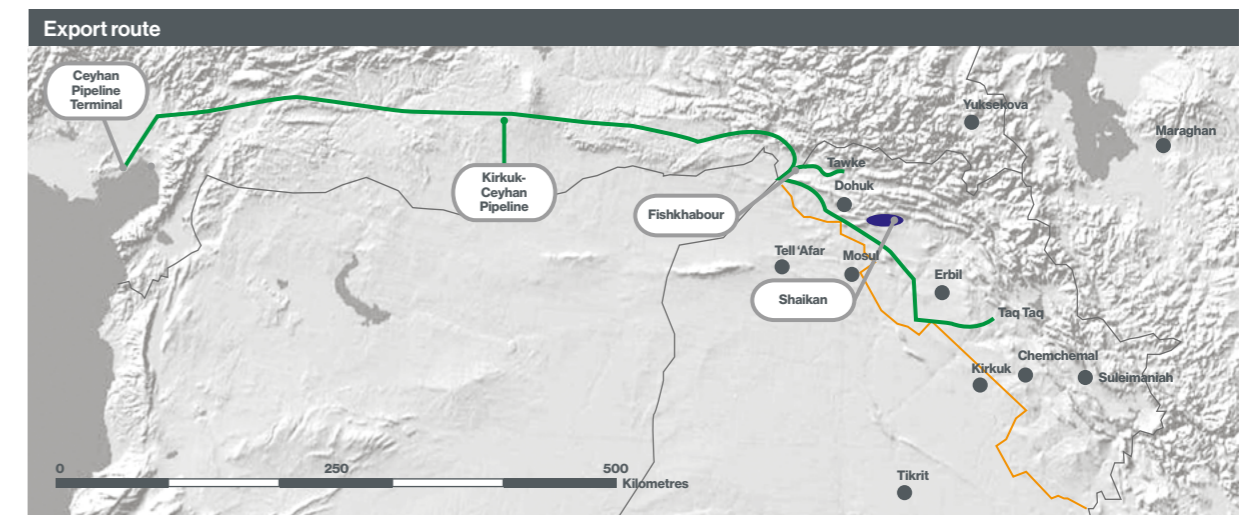 Export route
Ceyhan
Pipeline
Terminal
Yuksekova
Maraghan
Tawke
Kirkuk-
Ceyhan
Pipeline
Dohuk
Fishkhabour
Tell ‘Afar
Mosul
Erbil
Shaikan
Taq Taq
Chemchemal
Kirkuk
Suleimaniah
0
250
500
Kilometres
Tikrit